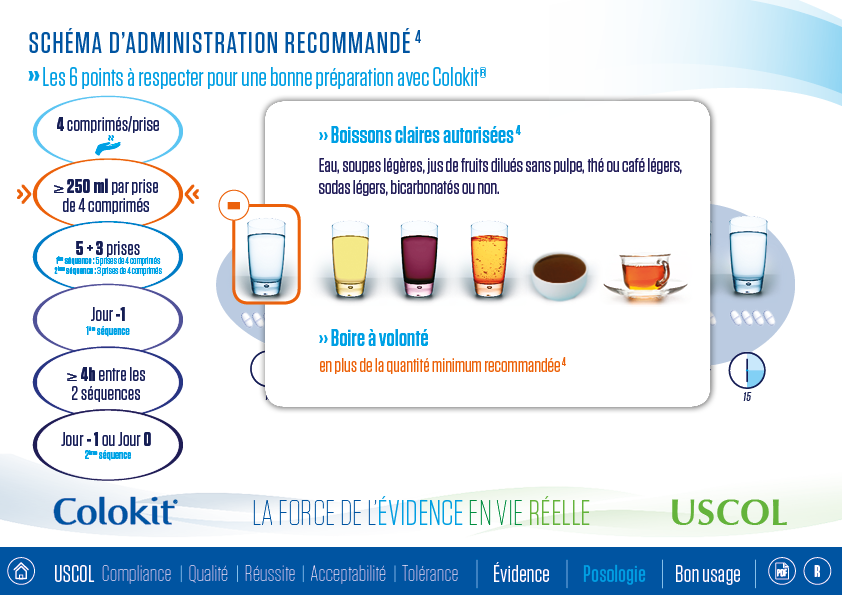 SCHÉMA D'ADMINISTRATION RECOMMANDÉ 4
›› Les 6 points à respecter pour une bonne préparation avec Colokit®
4 comprimés/prise
≥ 250 ml par prise
de 4 comprimés
5 + 3 prises
1ère séquence : 5 prises de 4 comprimés
2ème séquence : 3 prises de 4 comprimés
Jour -1
1ère séquence
≥ 4h entre les
2 séquences
Jour - 1 ou Jour 0
2ème séquence
›› Boissons claires autorisées 4
Eau, soupes légères, jus de fruits dilués sans pulpe, thé ou café légers,
sodas légers, bicarbonatés ou non.
›› Boire à volonté
en plus de la quantité minimum recommandée 4
15
Colokit®
LA FORCE DE L'ÉVIDENCE EN VIE RÉELLE
USCOL
USCOL Compliance | Qualité | Réussite | Acceptabilité | Tolérance | Évidence | Posologie | Bon usage | PDF R